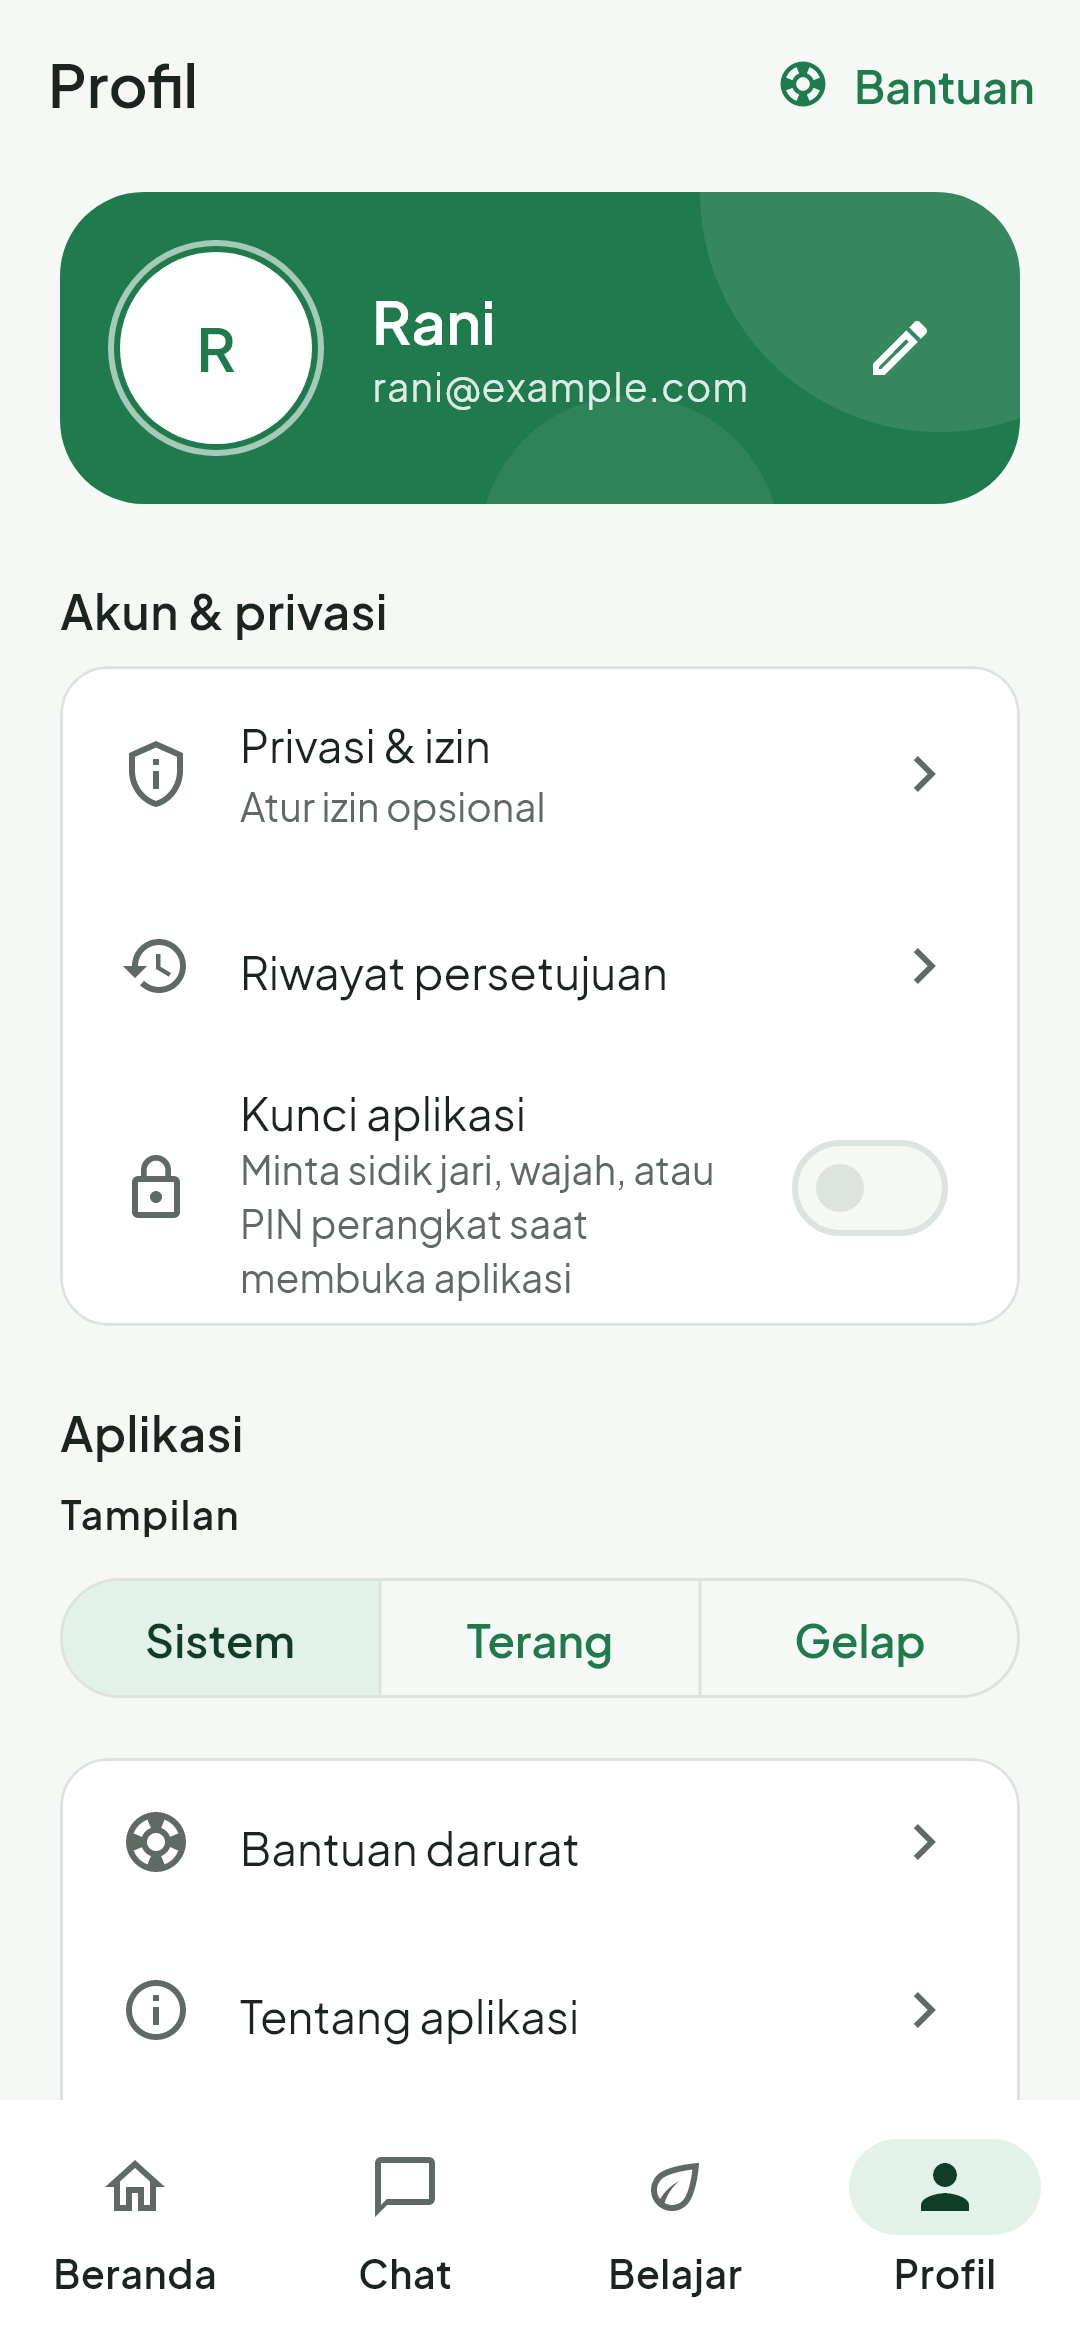 Profil
Bantuan
R
Rani
rani@example.com
Akun & privasi
Privasi & izin
Atur izin opsional
Riwayat persetujuan
Kunci aplikasi
Minta sidik jari, wajah, atau
PIN perangkat saat
membuka aplikasi
Aplikasi
Tampilan
Sistem
Terang
Gelap
Bantuan darurat
Tentang aplikasi
Beranda
Chat
Belajar
Profil